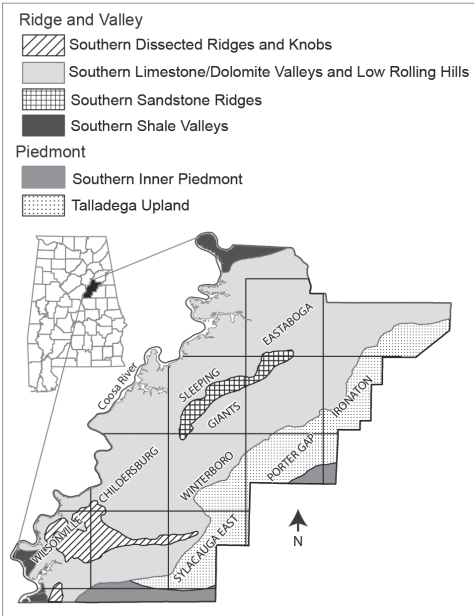 Ridge and Valley
Southern Dissected Ridges and Knobs
Southern Limestone/Dolomite Valleys and Low Rolling Hills
Southern Sandstone Ridges
Southern Shale Valleys
Piedmont
Southern Inner Piedmont
Talladega Upland
EASTABOGA
Coosa River
SLEEPING
GIANTS
IRONATON
PORTER GAP
WINTERBORO
CHILDERSBURG
WILSONVILLE
SYLACAUGA EAST
N